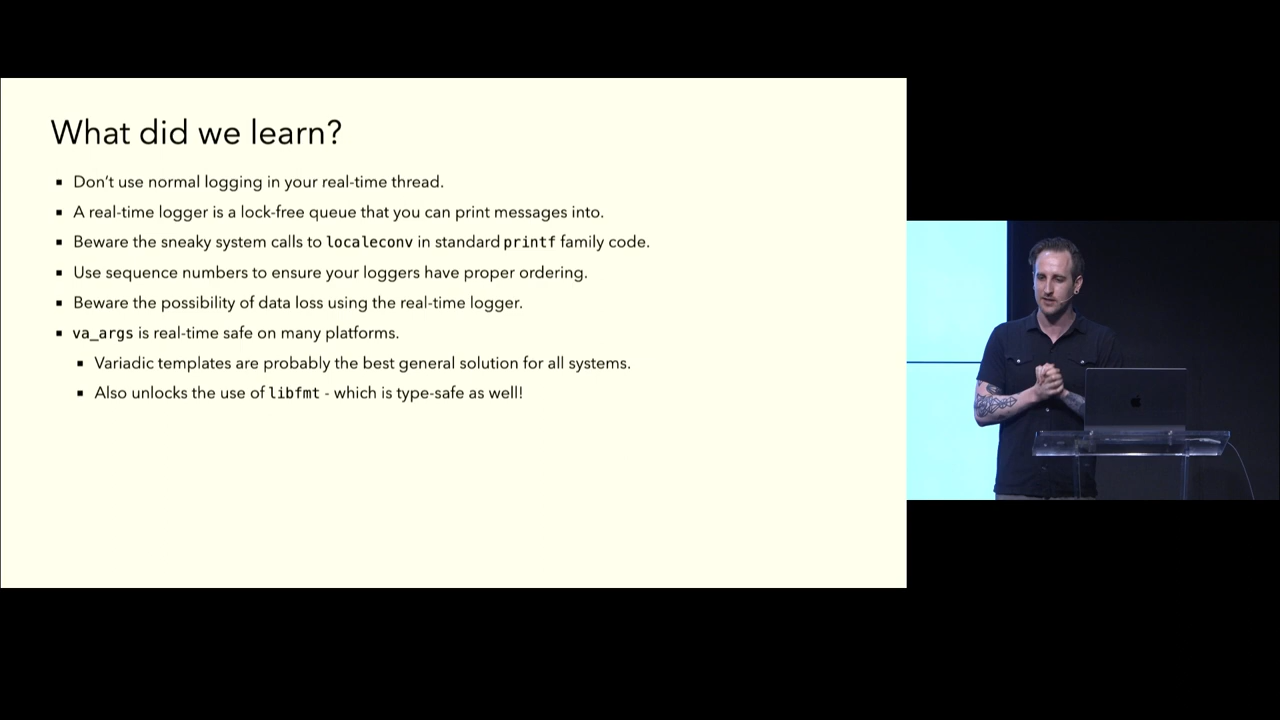 What did we learn?
Don't use normal logging in your real-time thread.
A real-time logger is a lock-free queue that you can print messages into.
Beware the sneaky system calls to localeconv in standard printf family code.
Use sequence numbers to ensure your loggers have proper ordering.
Beware the possibility of data loss using the real-time logger.
va_args is real-time safe on many platforms.
Variadic templates are probably the best general solution for all systems.
Also unlocks the use of libfmt - which is type-safe as well!